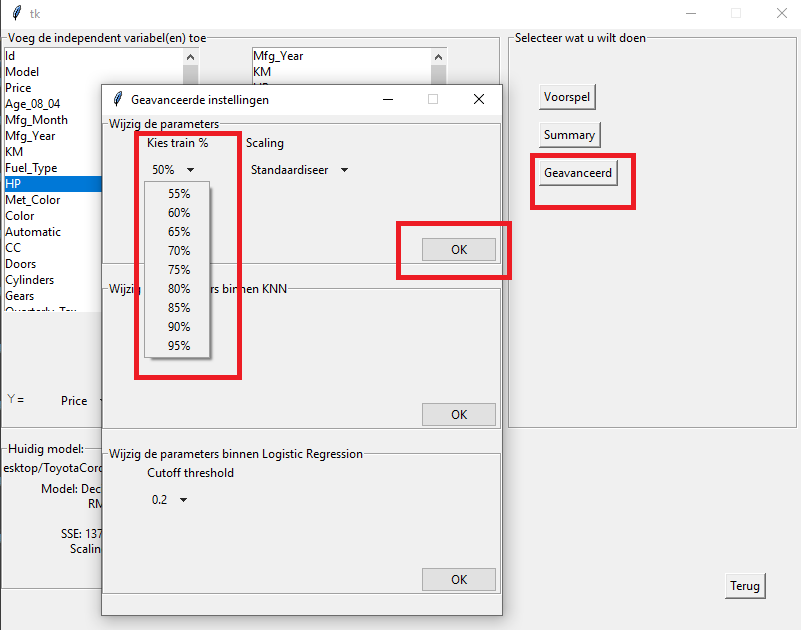 tk
Voeg de independent variabel(en) toe
Id
Model
Price
Age_08_04
Mfg_Month
Mfg_Year
KM
Fuel_Type
HP
Met_Color
Color
Automatic
CC
Doors
Cylinders
Gears
Quarterly_Tax
Mfg_Year
KM
Y =
Price
Huidig model:
esktop/ToyotaCoro
Model: Dec
RM
SSE: 137
Scalin
Geavanceerde instellingen
Wijzig de parameters
Kies train %
Scaling
50%
Standaardiseer
55%
60%
65%
70%
75%
80%
85%
90%
95%
OK
Wijzig
rs binnen KNN
OK
Wijzig de parameters binnen Logistic Regression
Cutoff threshold
0.2
OK
Selecteer wat u wilt doen
Voorspel
Summary
Geavanceerd
Terug